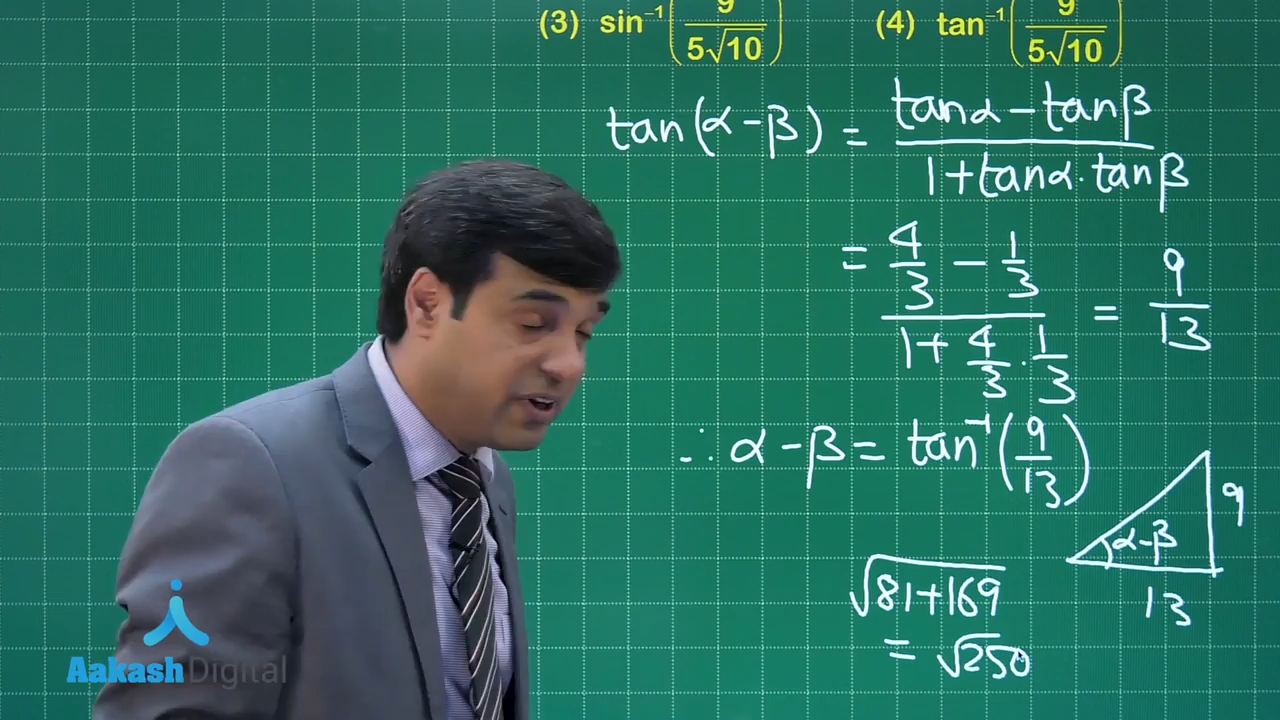 (3) sin⁻¹(9/(5√10)) (4) tan⁻¹(9/(5√10))
tan(α-β) = (tanα - tanβ)/(1+tanα·tanβ)
= (4/3 - 1/3)/(1+4/3·1/3) = 9/13
∴ α-β = tan⁻¹(9/13)
9
α-β
13
√(81+169)
= √250
Aakash Digital